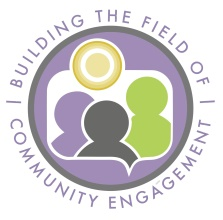 | BUILDING THE FIELD OF |
COMMUNITY ENGAGEMENT